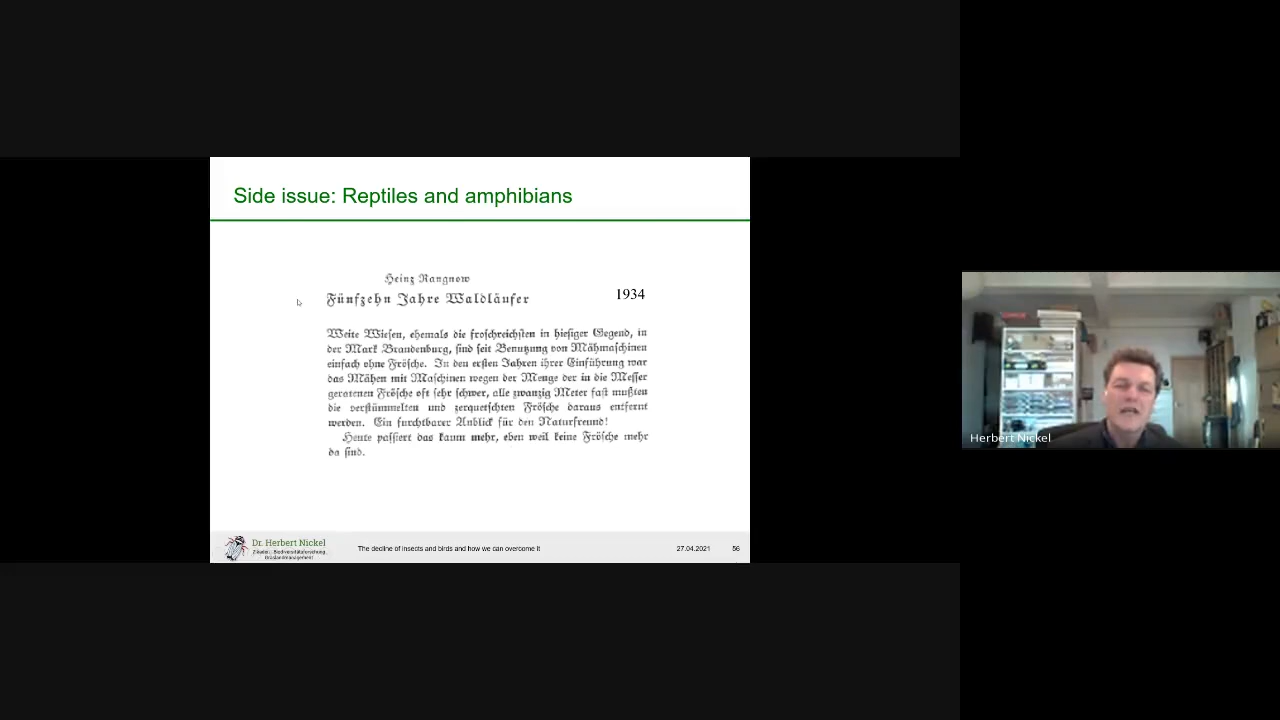 Side issue: Reptiles and amphibians
Heinz Rangnow
Fünfzehn Jahre Waldläufer
1934
Weite Wiesen, ehemals die froschreichsten in hiesiger Gegend, in
der Mark Brandenburg, sind seit Benutzung von Mähmaschinen
einfach ohne Frösche. In den ersten Jahren ihrer Einführung war
das Mähen mit Maschinen wegen der Menge der in die Messer
geratenen Frösche oft sehr schwer, alle zwanzig Meter fast mußten
die verstümmelten und zerquetschten Frösche daraus entfernt
werden. Ein furchtbarer Anblick für den Naturfreund!
Heute passiert das kaum mehr, eben weil keine Frösche mehr
da sind.
Dr. Herbert Nickel
Zikaden, Biodiversitätsforschung,
Graslandmanagement
The decline of insects and birds and how we can overcome it
27.04.2021
56
Herbert Nickel